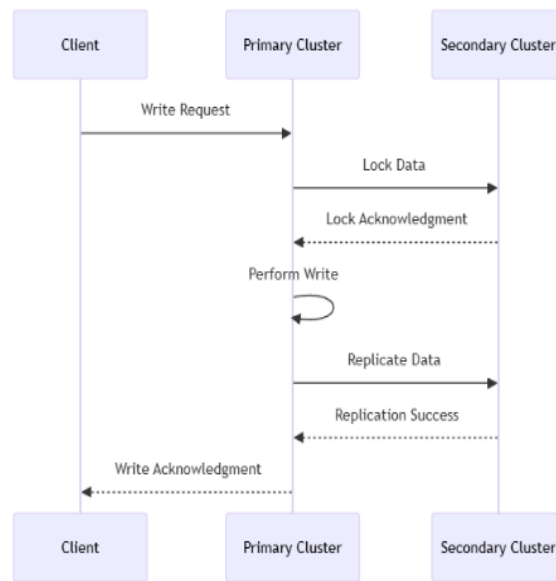 Client
Primary Cluster
Secondary Cluster
Write Request
Lock Data
Lock Acknowledgment
Perform Write
Replicate Data
Replication Success
Write Acknowledgment
Client
Primary Cluster
Secondary Cluster